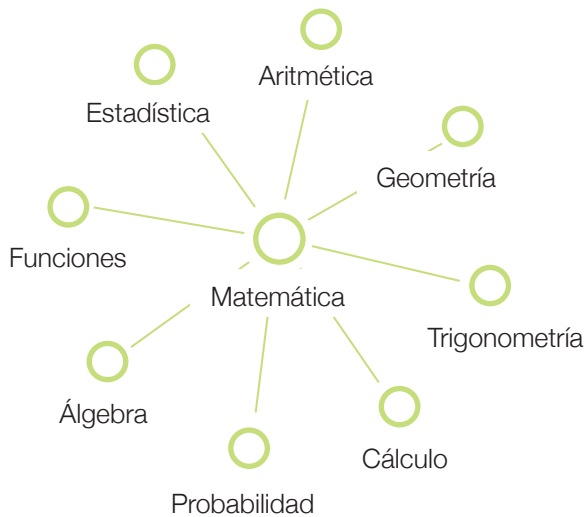 Aritmética
Estadística
Geometría
Funciones
Matemática
Trigonometría
Álgebra
Cálculo
Probabilidad